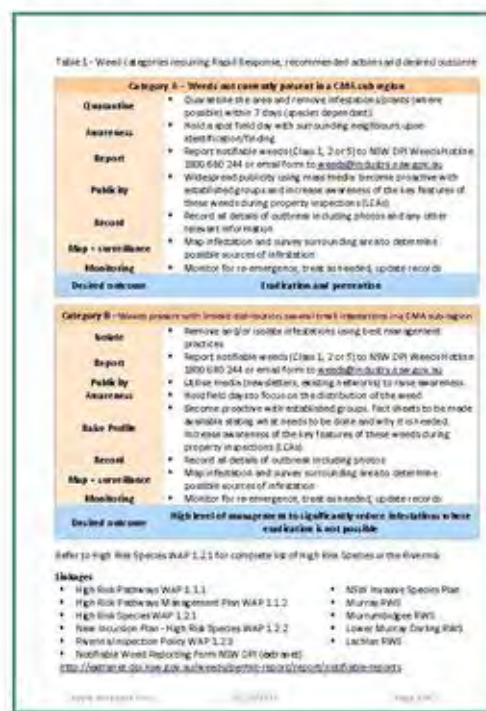 Table 1 - Weed categories requiring Rapid Response, recommended actions and desired outcome
Category A - Weeds not currently present in a CMA sub region
Quarantine
• Quarantine the area and remove infestations/plants (where
possible) within 7 days (species dependant)
Awareness
• Hold a spot field day with surrounding neighbours upon
identification/finding
Report
• Report notifiable weeds (Class 1, 2 or 5) to NSW DPI Weeds Hotline
1800 680 244 or email form to weeds@industry.nsw.gov.au
Publicity
• Widespread publicity using mass media, become proactive with
established groups and increase awareness of the key features of
these weeds during property inspections (LCAs)
Record
• Record all details of outbreak including photos and any other
relevant information
Map + surveillance
• Map infestation and survey surrounding area to determine
possible sources of infestation
Monitoring
• Monitor for re-emergence, treat as needed, update records
Desired outcome
Eradication and prevention
Category B - Weeds present with limited distribution, several small infestations in a CMA sub-region
Isolate
• Remove and/or isolate infestations using best management
practices
Report
• Report notifiable weeds (Class 1, 2 or 5) to NSW DPI Weeds Hotline
1800 680 244 or email form to weeds@industry.nsw.gov.au
Publicity
• Utilise media (newsletters, existing networks) to raise awareness
Awareness
• Hold field days to focus on the distribution of the weed
Raise Profile
• Become proactive with established groups. Fact sheets to be made
available stating what needs to be done and why it is needed.
Increase awareness of the key features of these weeds during
property inspections (LCAs)
Record
• Record all details of outbreak including photos
Map + surveillance
• Map infestation and survey surrounding area to determine
possible sources of infestation
Monitoring
• Monitor for re-emergence, treat as needed, update records
Desired outcome
High level of management to significantly reduce infestations where
eradication is not possible
Refer to High Risk Species WAP 1.2.1 for complete list of High Risk Species in the Riverina
Linkages
• High Risk Pathways WAP 1.1.1
• High Risk Pathways Management Plan WAP 1.1.2
• High Risk Species WAP 1.2.1
• New Incursion Plan - High Risk Species WAP 1.2.2
• Riverina Inspection Policy WAP 1.2.3
• Notifiable Weed Reporting Form NSW DPI (extranet)
http://extranet.dpi.nsw.gov.au/weeds/permit-report/report/notifiable-reports
• NSW Invasive Species Plan
• Murray RWS
• Murrumbidgee RWS
• Lower Murray Darling RWS
• Lachlan RWS